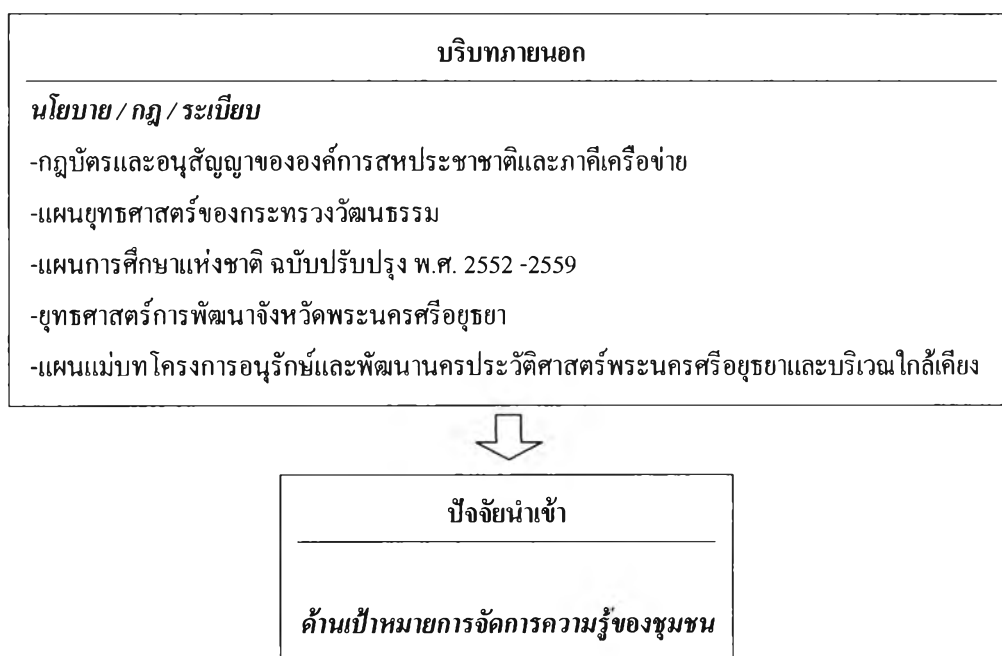 บริบทภายนอก
นโยบาย / กฎ / ระเบียบ
-กฎบัตรและอนุสัญญาขององค์การสหประชาชาติและภาคีเครือข่าย
-แผนยุทธศาสตร์ของกระทรวงวัฒนธรรม
-แผนการศึกษาแห่งชาติ ฉบับปรับปรุง พ.ศ. 2552 -2559
-ยุทธศาสตร์การพัฒนาจังหวัดพระนครศรีอยุธยา
-แผนแม่บทโครงการอนุรักษ์และพัฒนานครประวัติศาสตร์พระนครศรีอยุธยาและบริเวณใกล้เคียง
ปัจจัยนำเข้า
ด้านเป้าหมายการจัดการความรู้ของชุมชน